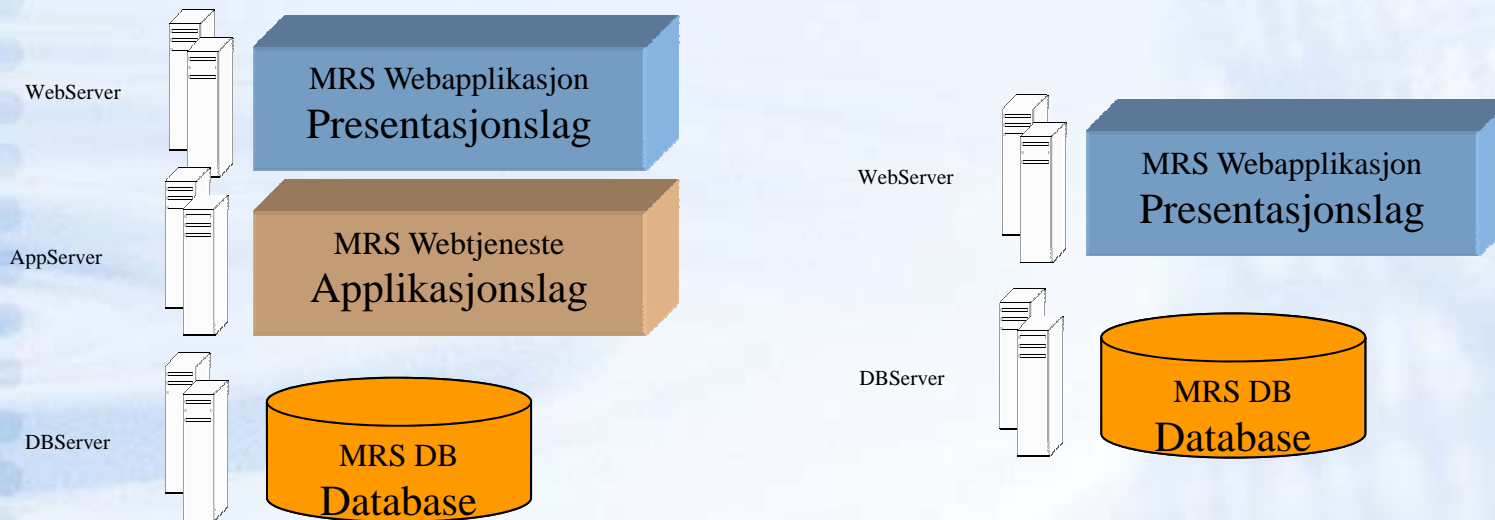 WebServer
MRS Webapplikasjon
Presentasjonslag
AppServer
MRS Webtjeneste
Applikasjonslag
DBServer
MRS DB
Database
WebServer
MRS Webapplikasjon
Presentasjonslag
DBServer
MRS DB
Database